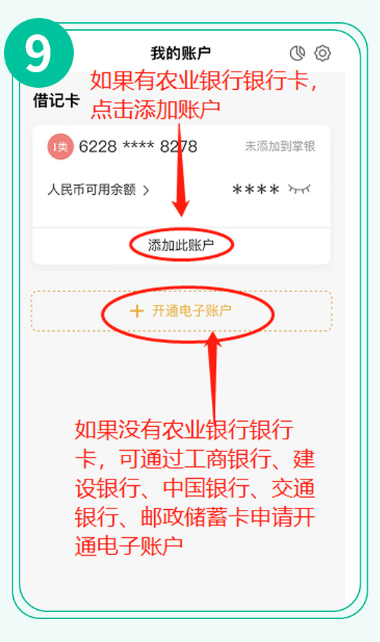 9
我的账户
如果有农业银行银行卡，
点击添加账户
借记卡
I类 6228 **** 8278 未添加到掌银
人民币可用余额 > ****
添加此账户
+ 开通电子账户
如果没有农业银行银行
卡，可通过工商银行、建
设银行、中国银行、交通
银行、邮政储蓄卡申请开
通电子账户